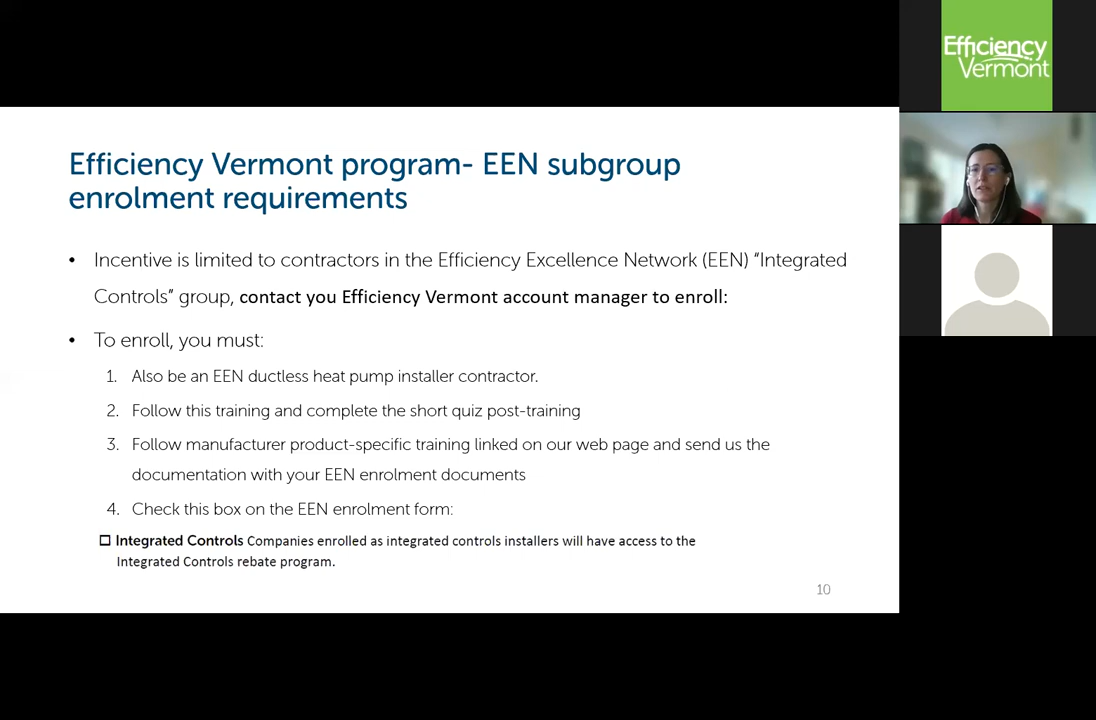 Efficiency
Vermont
Efficiency Vermont program- EEN subgroup
enrolment requirements
• Incentive is limited to contractors in the Efficiency Excellence Network (EEN) “Integrated
Controls” group, contact you Efficiency Vermont account manager to enroll:
• To enroll, you must:
1. Also be an EEN ductless heat pump installer contractor.
2. Follow this training and complete the short quiz post-training
3. Follow manufacturer product-specific training linked on our web page and send us the
documentation with your EEN enrolment documents
4. Check this box on the EEN enrolment form:
☐ Integrated Controls Companies enrolled as integrated controls installers will have access to the
Integrated Controls rebate program.
10